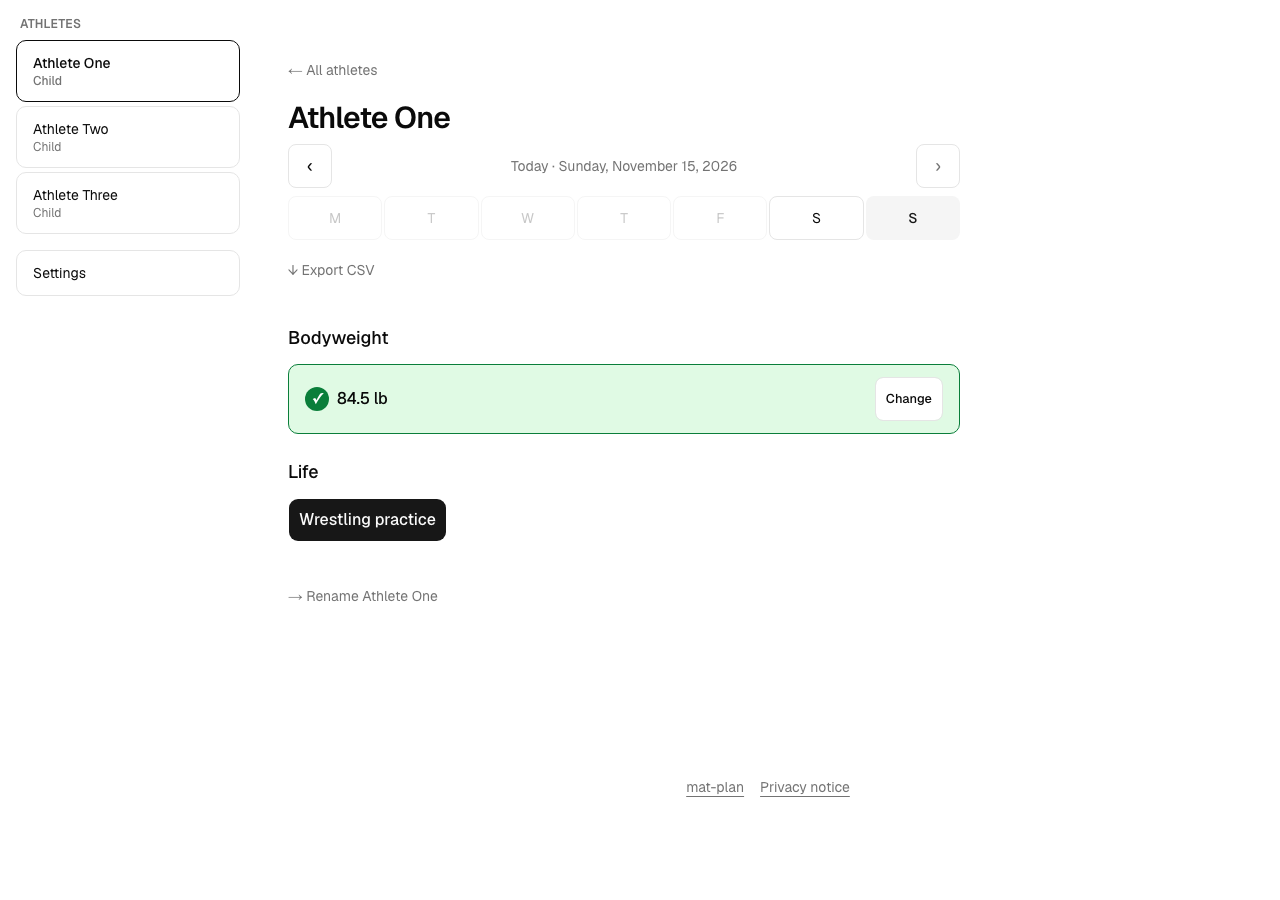 ATHLETES
Athlete One
Child
Athlete Two
Child
Athlete Three
Child
Settings
← All athletes
Athlete One
‹ Today · Sunday, November 15, 2026 ›
M T W T F S S
↓ Export CSV
Bodyweight
✓ 84.5 lb Change
Life
Wrestling practice
→ Rename Athlete One
mat-plan Privacy notice